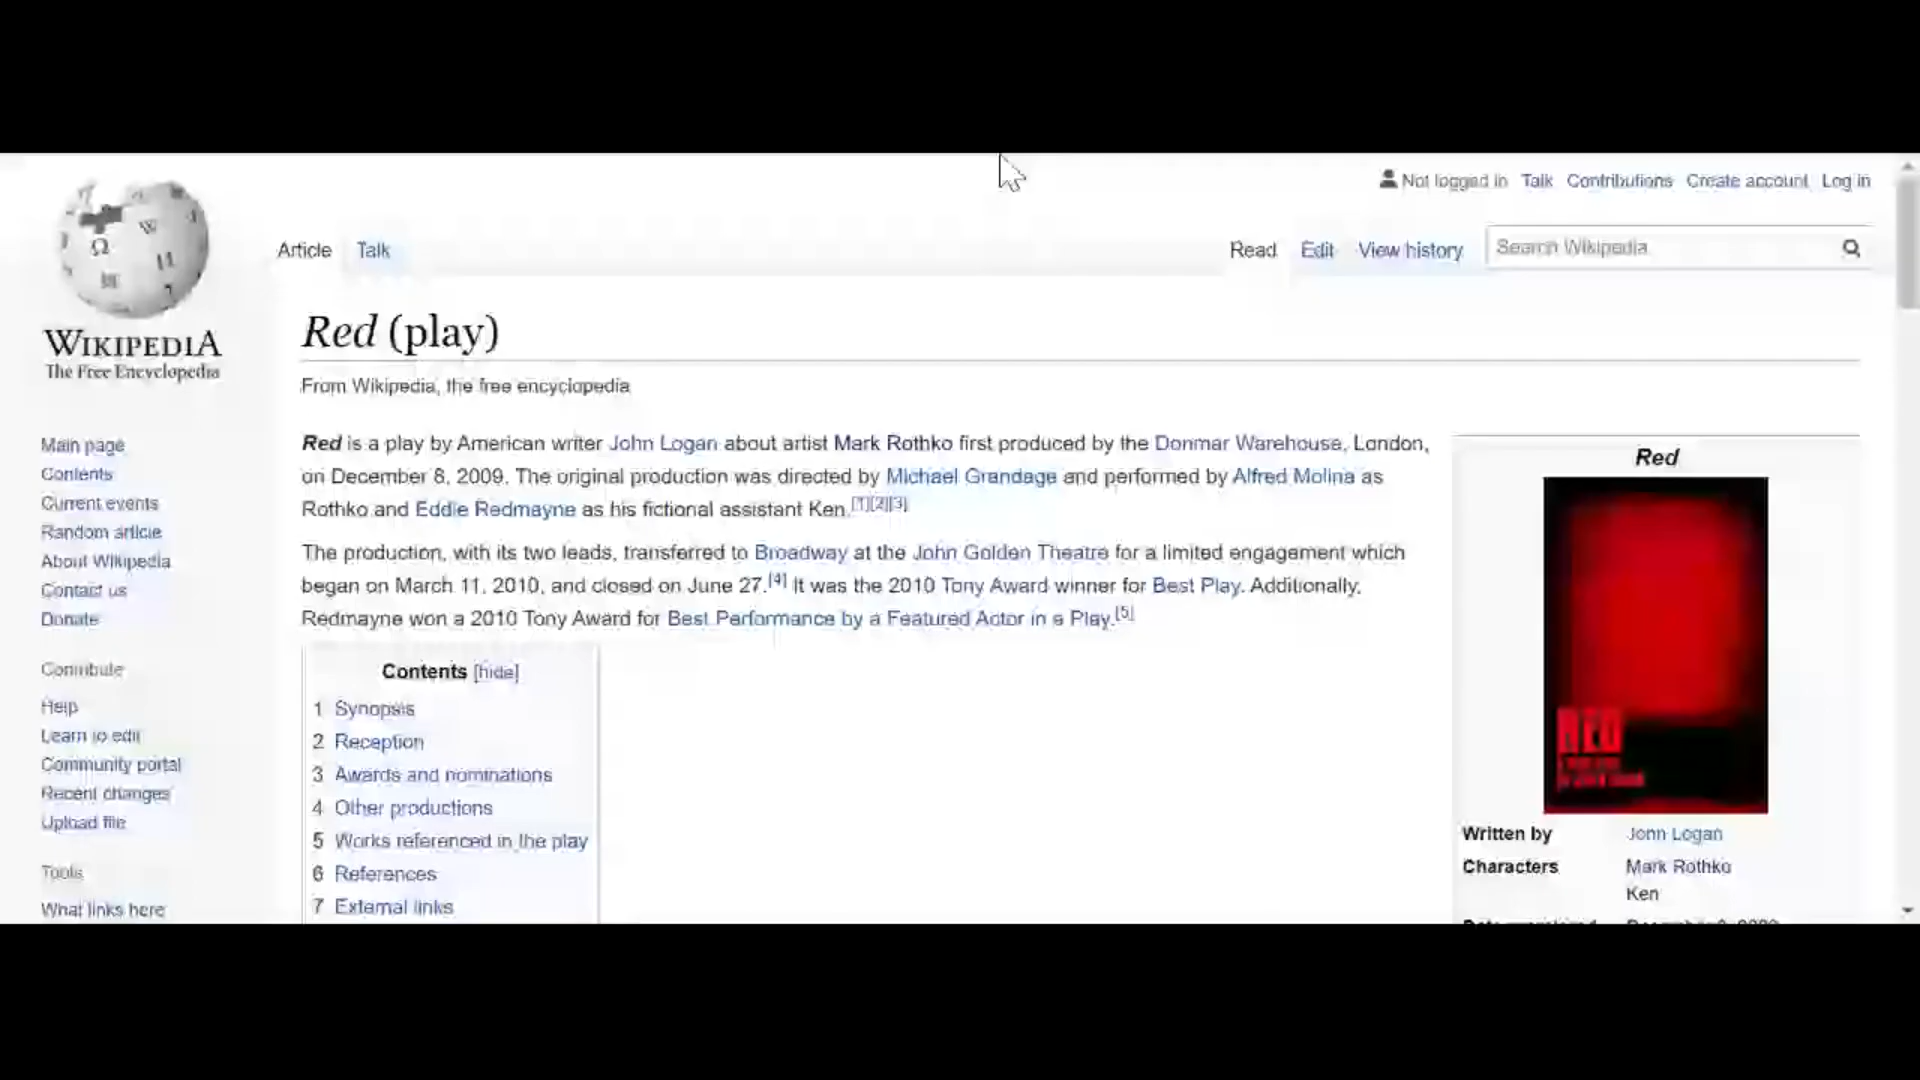 Not logged in Talk Contributions Create account Log in
Article Talk
Read Edit View history
Search Wikipedia
WIKIPEDIA
The Free Encyclopedia
Red (play)
From Wikipedia, the free encyclopedia
Red is a play by American writer John Logan about artist Mark Rothko first produced by the Donmar Warehouse, London,
on December 8, 2009. The original production was directed by Michael Grandage and performed by Alfred Molina as
Rothko and Eddie Redmayne as his fictional assistant Ken.[1][2][3]
The production, with its two leads, transferred to Broadway at the John Golden Theatre for a limited engagement which
began on March 11, 2010, and closed on June 27.[4] It was the 2010 Tony Award winner for Best Play. Additionally,
Redmayne won a 2010 Tony Award for Best Performance by a Featured Actor in a Play.[5]
Contents [hide]
1 Synopsis
2 Reception
3 Awards and nominations
4 Other productions
5 Works referenced in the play
6 References
7 External links
Main page
Contents
Current events
Random article
About Wikipedia
Contact us
Donate
Contribute
Help
Learn to edit
Community portal
Recent changes
Upload file
Tools
What links here
Red
RED
Written by John Logan
Characters Mark Rothko
Ken